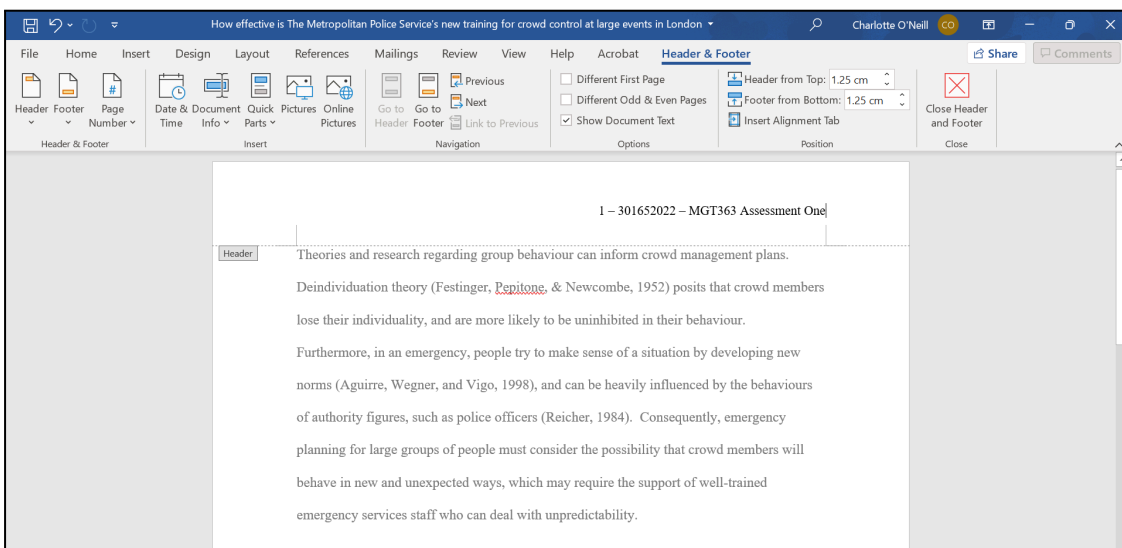 How effective is The Metropolitan Police Service's new training for crowd control at large events in London
Charlotte O'Neill
CO
File Home Insert Design Layout References Mailings Review View Help Acrobat Header & Footer
Share
Comments
Header Footer Page Number
Date & Time Document Info Quick Parts Pictures Online Pictures
Go to Header Go to Footer
Previous
Next
Link to Previous
Different First Page
Different Odd & Even Pages
Show Document Text
Header from Top: 1.25 cm
Footer from Bottom: 1.25 cm
Insert Alignment Tab
Close Header and Footer
Header & Footer Insert Navigation Options Position Close
1 – 301652022 – MGT363 Assessment One
Header
Theories and research regarding group behaviour can inform crowd management plans.
Deindividuation theory (Festinger, Pepitone, & Newcombe, 1952) posits that crowd members
lose their individuality, and are more likely to be uninhibited in their behaviour.
Furthermore, in an emergency, people try to make sense of a situation by developing new
norms (Aguirre, Wegner, and Vigo, 1998), and can be heavily influenced by the behaviours
of authority figures, such as police officers (Reicher, 1984).  Consequently, emergency
planning for large groups of people must consider the possibility that crowd members will
behave in new and unexpected ways, which may require the support of well-trained
emergency services staff who can deal with unpredictability.